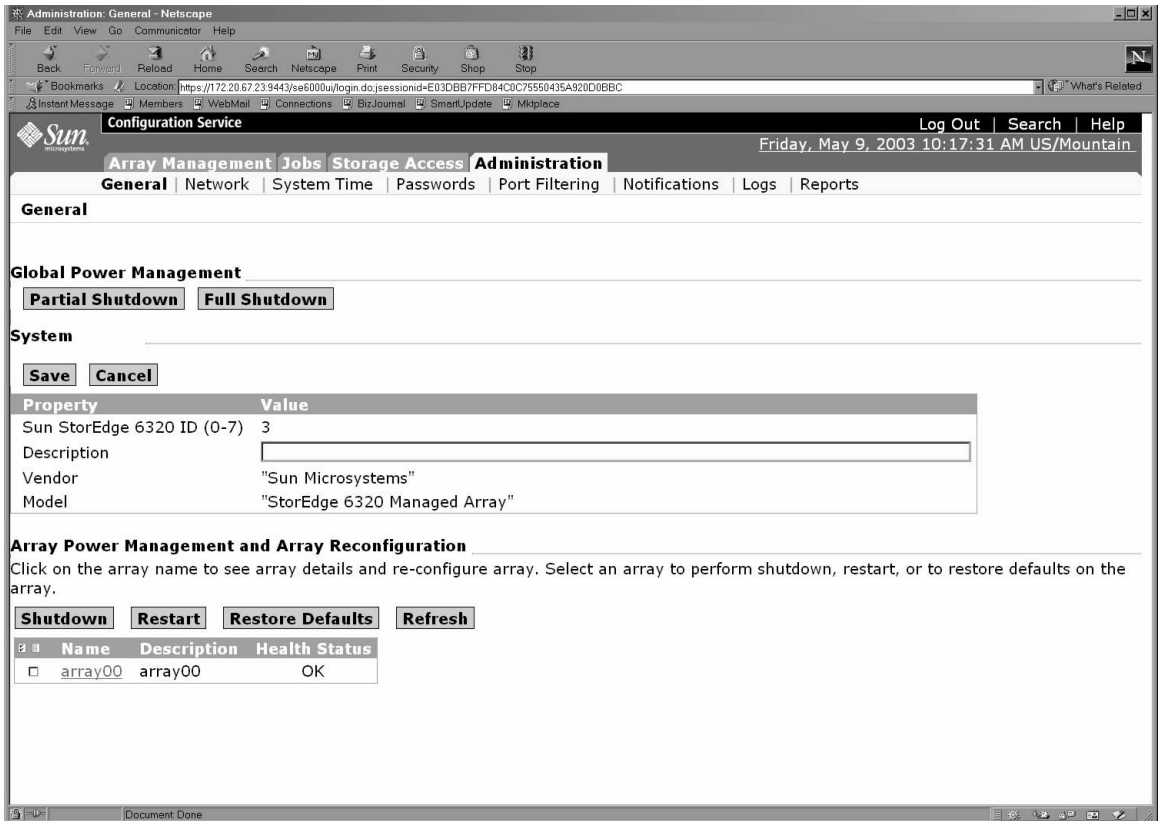 Administration: General - Netscape
File Edit View Go Communicator Help
Back Forward Reload Home Search Netscape Print Security Shop Stop
Bookmarks Location: https://172.20.67.23:9443/se6000ui/login.do;jsessionid=E03DBB7FFD84C0C75550435A920D0BBC What's Related
Instant Message Members WebMail Connections BizJournal SmartUpdate Mktplace
Sun microsystems
Configuration Service
Log Out | Search | Help
Friday, May 9, 2003 10:17:31 AM US/Mountain
Array Management Jobs Storage Access Administration
General | Network | System Time | Passwords | Port Filtering | Notifications | Logs | Reports
General
Global Power Management
Partial Shutdown Full Shutdown
System
Save Cancel
Property Value
Sun StorEdge 6320 ID (0-7) 3
Description
Vendor "Sun Microsystems"
Model "StorEdge 6320 Managed Array"
Array Power Management and Array Reconfiguration
Click on the array name to see array details and re-configure array. Select an array to perform shutdown, restart, or to restore defaults on the
array.
Shutdown Restart Restore Defaults Refresh
Name Description Health Status
array00 array00 OK
Document: Done